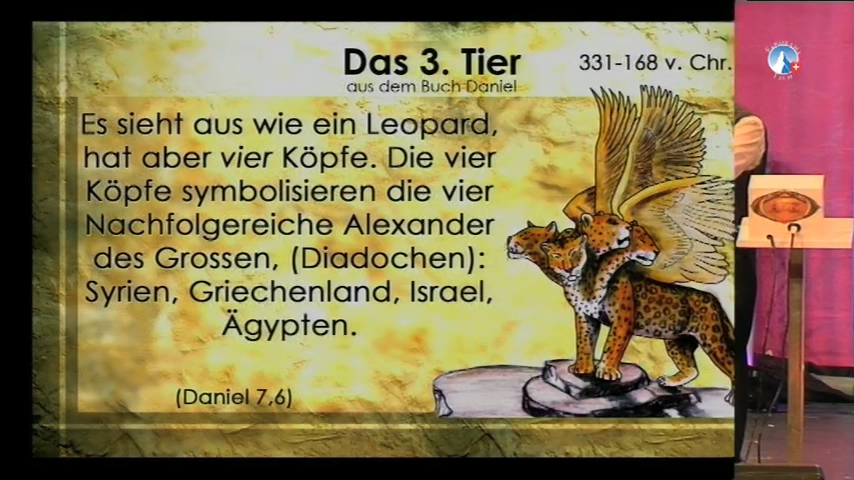 Das 3. Tier
331-168 v. Chr.
aus dem Buch Daniel
Es sieht aus wie ein Leopard,
hat aber vier Köpfe. Die vier
Köpfe symbolisieren die vier
Nachfolgereiche Alexander
des Grossen, (Diadochen):
Syrien, Griechenland, Israel,
Ägypten.
(Daniel 7,6)